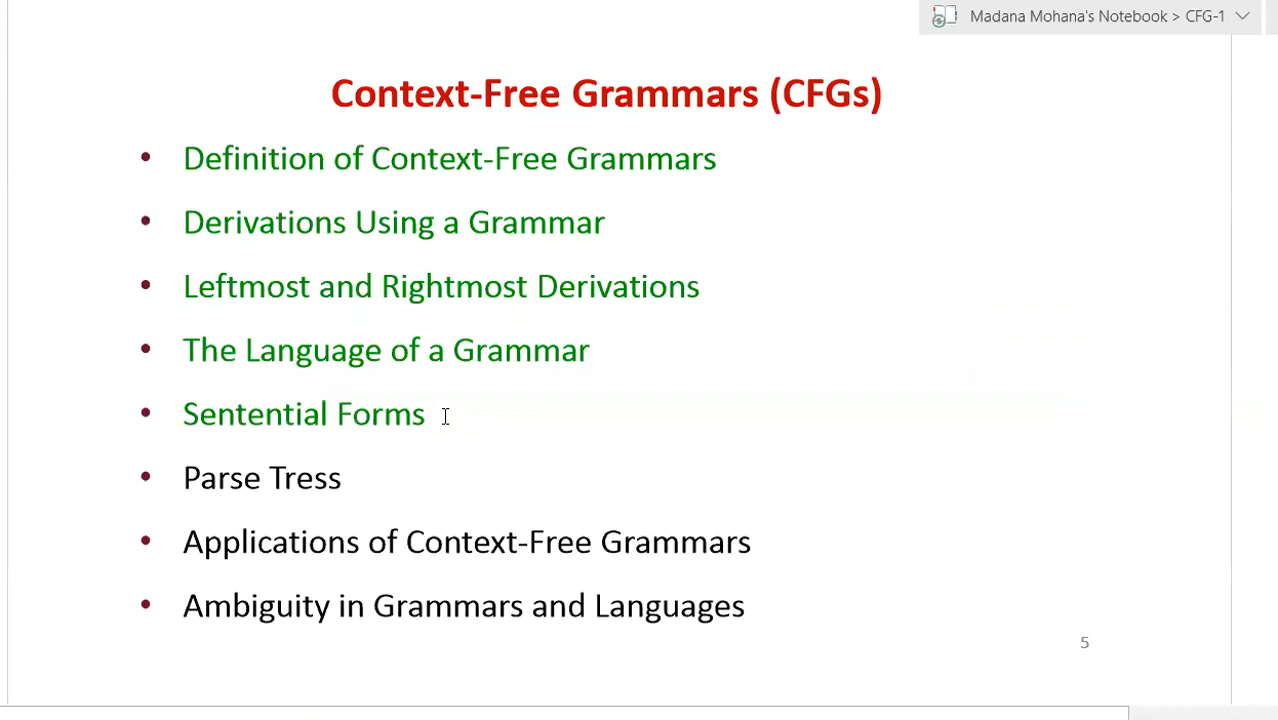 Madana Mohana's Notebook > CFG-1
Context-Free Grammars (CFGs)
• Definition of Context-Free Grammars
• Derivations Using a Grammar
• Leftmost and Rightmost Derivations
• The Language of a Grammar
• Sentential Forms
• Parse Tress
• Applications of Context-Free Grammars
• Ambiguity in Grammars and Languages
5